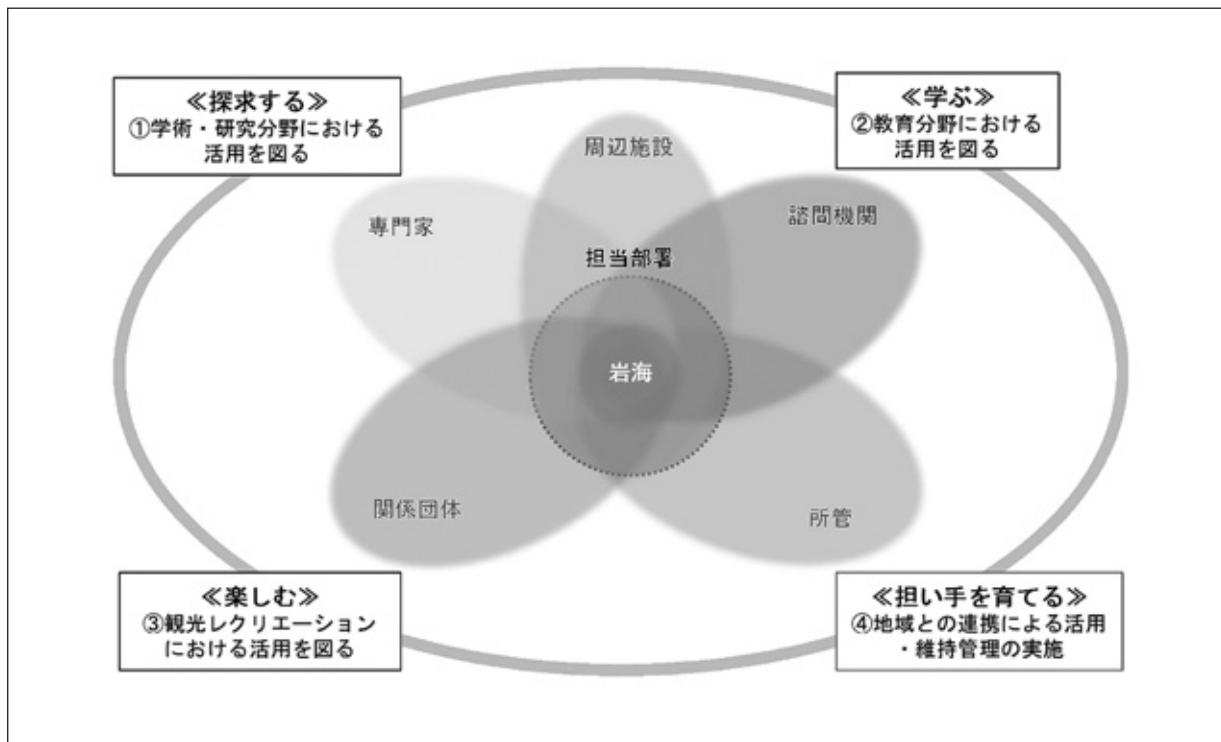 ≪探求する≫
①学術・研究分野における
活用を図る
≪学ぶ≫
②教育分野における
活用を図る
周辺施設
専門家
諮問機関
担当部署
岩海
関係団体
所管
≪楽しむ≫
③観光レクリエーション
における活用を図る
≪担い手を育てる≫
④地域との連携による活用
・維持管理の実施